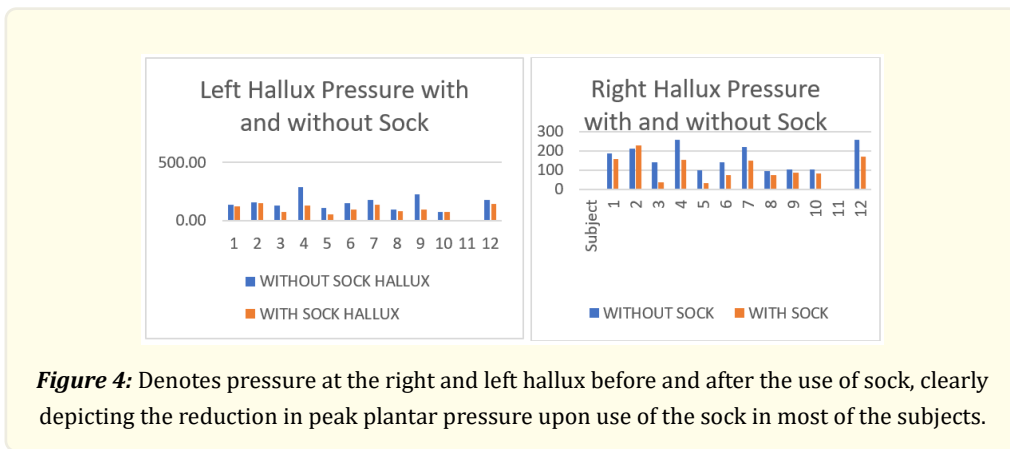 Left Hallux Pressure with
and without Sock
500.00
0.00
1 2 3 4 5 6 7 8 9 10 11 12
WITHOUT SOCK HALLUX
WITH SOCK HALLUX
Right Hallux Pressure
with and without Sock
300
200
100
0
Subject 1 2 3 4 5 6 7 8 9 10 11 12
WITHOUT SOCK WITH SOCK
Figure 4: Denotes pressure at the right and left hallux before and after the use of sock, clearly
depicting the reduction in peak plantar pressure upon use of the sock in most of the subjects.